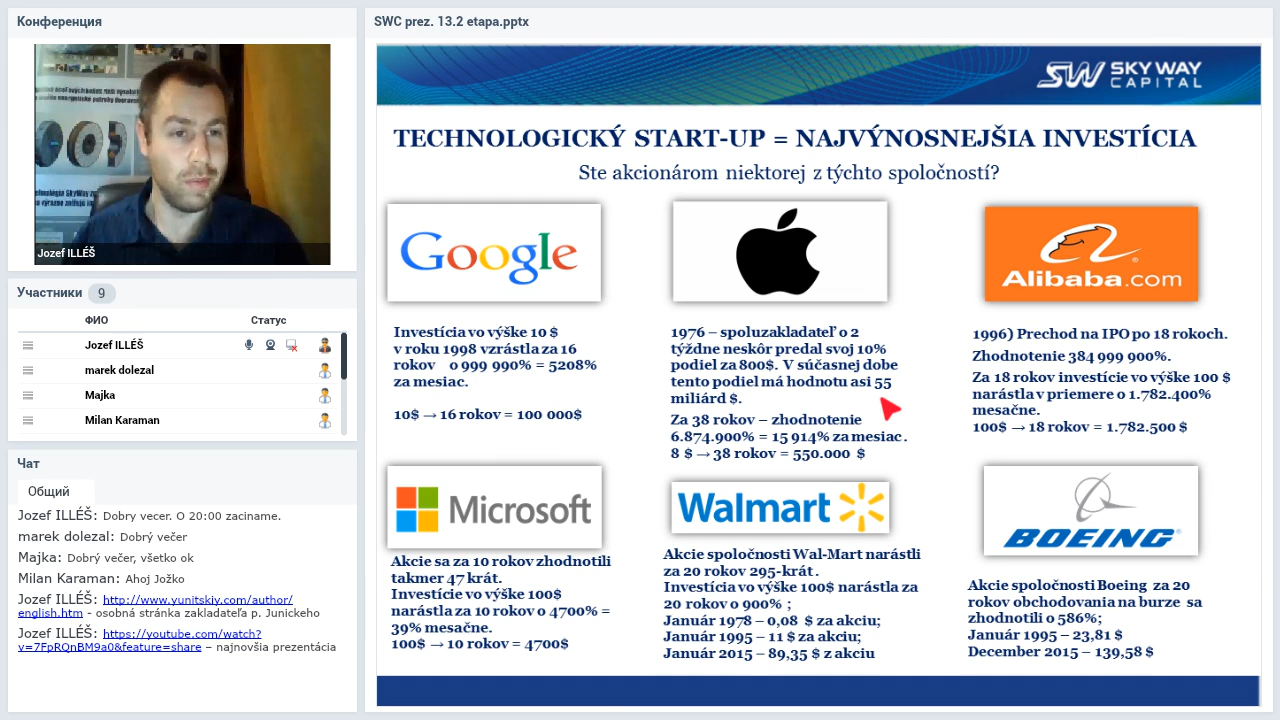 Конференция
Jozef ILLÉŠ
Участники 9
ФИО Статус
Jozef ILLÉŠ
marek dolezal
Majka
Milan Karaman
Чат
Общий
Jozef ILLÉŠ: Dobry vecer. O 20:00 zaciname.
marek dolezal: Dobrý večer
Majka: Dobrý večer, všetko ok
Milan Karaman: Ahoj Jožko
Jozef ILLÉŠ: http://www.yunitskiy.com/author/
english.htm - osobná stránka zakladateľa p. Junickeho
Jozef ILLÉŠ: https://youtube.com/watch?
v=7FpRQnBM9a0&feature=share – najnovšia prezentácia
SWC prez. 13.2 etapa.pptx
SW SKY WAY
CAPITAL
TECHNOLOGICKÝ START-UP = NAJVÝNOSNEJŠIA INVESTÍCIA
Ste akcionárom niektorej z týchto spoločností?
Google
Investícia vo výške 10 $
v roku 1998 vzrástla za 16
rokov o 999 990% = 5208%
za mesiac.
10$ → 16 rokov = 100 000$
1976 – spoluzakladateľ o 2
týždne neskôr predal svoj 10%
podiel za 800$. V súčasnej dobe
tento podiel má hodnotu asi 55
miliárd $.
Za 38 rokov – zhodnotenie
6.874.900% = 15 914% za mesiac.
8 $ → 38 rokov = 550.000 $
Alibaba.com
1996) Prechod na IPO po 18 rokoch.
Zhodnotenie 384 999 900%.
Za 18 rokov investície vo výške 100 $
narástla v priemere o 1.782.400%
mesačne.
100$ → 18 rokov = 1.782.500 $
Microsoft
Akcie sa za 10 rokov zhodnotili
takmer 47 krát.
Investície vo výške 100$
narástla za 10 rokov o 4700% =
39% mesačne.
100$ → 10 rokov = 4700$
Walmart
Akcie spoločnosti Wal-Mart narástli
za 20 rokov 295-krát.
Investícia vo výške 100$ narástla za
20 rokov o 900% ;
Január 1978 – 0,08 $ za akciu;
Január 1995 – 11 $ za akciu;
Január 2015 – 89,35 $ z akciu
BOEING
Akcie spoločnosti Boeing za 20
rokov obchodovania na burze sa
zhodnotili o 586%;
Január 1995 – 23,81 $
December 2015 – 139,58 $